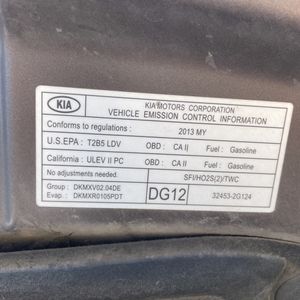 KIA
KIA MOTORS CORPORATION
VEHICLE EMISSION CONTROL INFORMATION
Conforms to regulations : 2013 MY
U.S.EPA : T2B5 LDV OBD : CA II Fuel : Gasoline
California : ULEV II PC OBD : CA II Fuel : Gasoline
No adjustments needed. SFI/HO2S(2)/TWC
Group : DKMXV02.04DE
Evap. : DKMXR0105PDT
DG12
32453-2G124